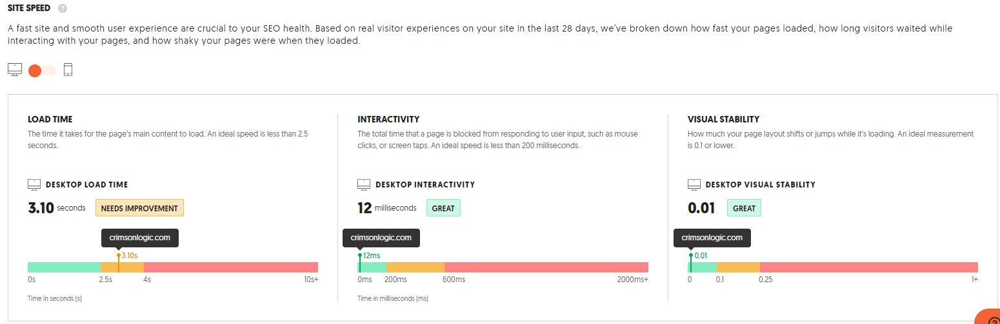 SITE SPEED ?
A fast site and smooth user experience are crucial to your SEO health. Based on real visitor experiences on your site in the last 28 days, we've broken down how fast your pages loaded, how long visitors waited while
interacting with your pages, and how shaky your pages were when they loaded.
LOAD TIME
The time it takes for the page's main content to load. An ideal speed is less than 2.5
seconds.
DESKTOP LOAD TIME
3.10 seconds NEEDS IMPROVEMENT
crimsonlogic.com
3.10s
0s 2.5s 4s 10s+
Time in seconds (s)
INTERACTIVITY
The total time that a page is blocked from responding to user input, such as mouse
clicks, or screen taps. An ideal speed is less than 200 milliseconds.
DESKTOP INTERACTIVITY
12 milliseconds GREAT
crimsonlogic.com
12ms
0ms 200ms 600ms 2000ms+
Time in milliseconds (ms)
VISUAL STABILITY
How much your page layout shifts or jumps while it's loading. An ideal measurement
is 0.1 or lower.
DESKTOP VISUAL STABILITY
0.01 GREAT
crimsonlogic.com
0.01
0 0.1 0.25 1+
?